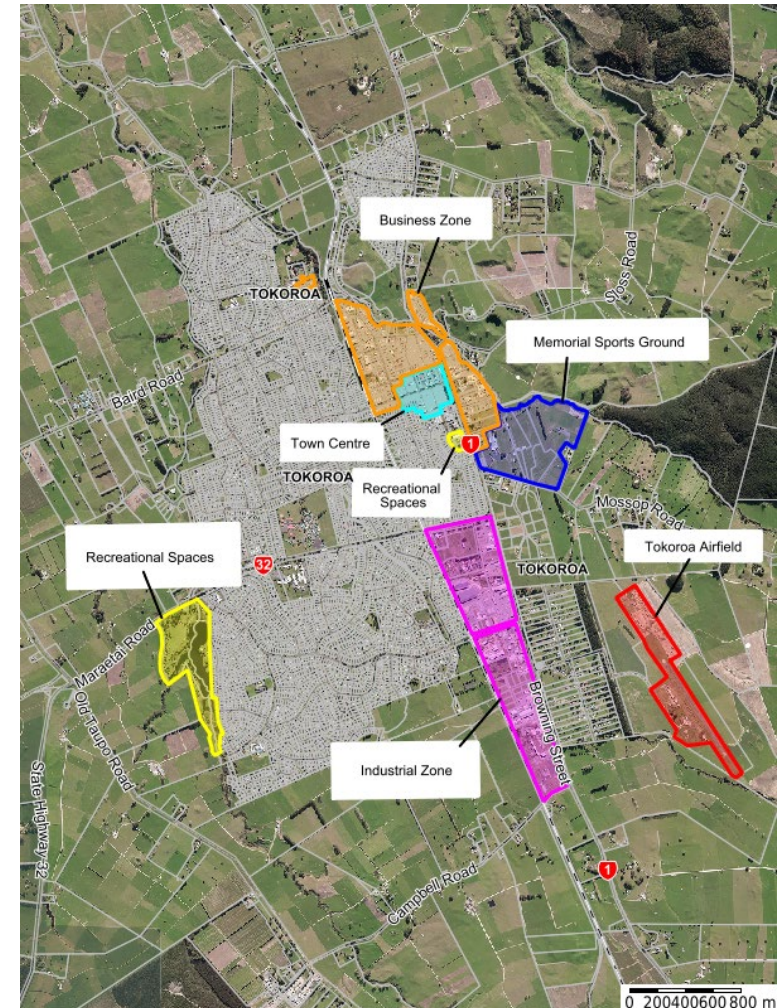 Business Zone
Sloss Road
TOKOROA
Memorial Sports Ground
Baird Road
Town Centre
1
TOKOROA
Recreational
Spaces
Mossop Road
Recreational Spaces
32
TOKOROA
Tokoroa Airfield
Maraetai Road
Old Taupo Road
Browning Street
Industrial Zone
State Highway 32
1
Campbell Road
0 200400600 800 m